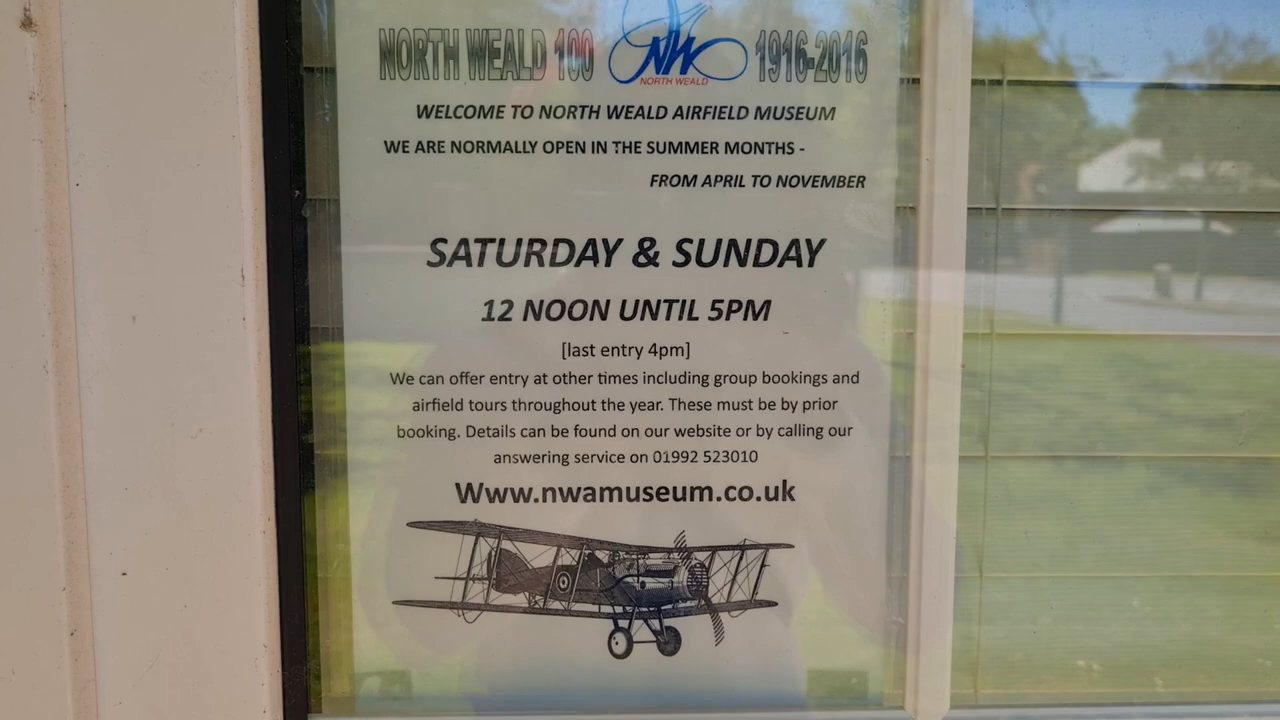 NORTH WEALD 100 NW NORTH WEALD 1916-2016
WELCOME TO NORTH WEALD AIRFIELD MUSEUM
WE ARE NORMALLY OPEN IN THE SUMMER MONTHS -
FROM APRIL TO NOVEMBER
SATURDAY & SUNDAY
12 NOON UNTIL 5PM
[last entry 4pm]
We can offer entry at other times including group bookings and
airfield tours throughout the year. These must be by prior
booking. Details can be found on our website or by calling our
answering service on 01992 523010
Www.nwamuseum.co.uk